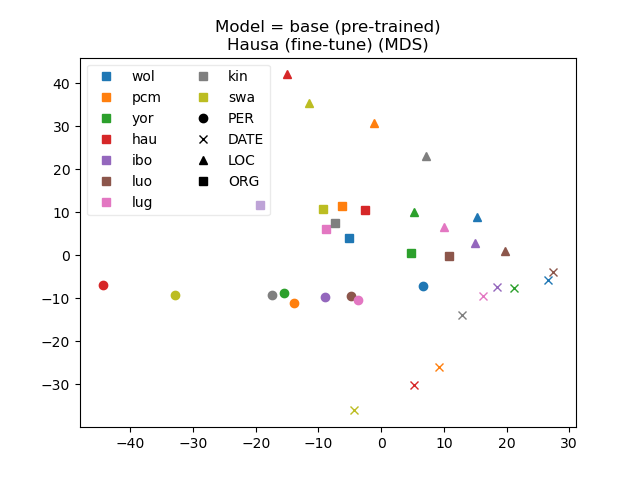 Model = base (pre-trained)
Hausa (fine-tune) (MDS)
wol
pcm
yor
hau
ibo
luo
lug
kin
swa
PER
DATE
LOC
ORG
40
30
20
10
0
−10
−20
−30
−40
−30
−20
−10
0
10
20
30